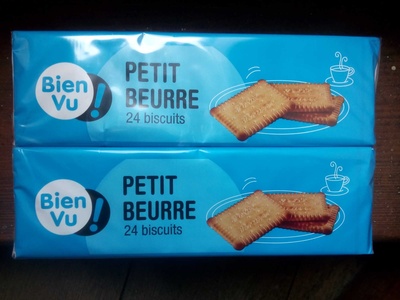 Bien
Vu!
PETIT
BEURRE
24 biscuits
Bien
Vu!
PETIT
BEURRE
24 biscuits